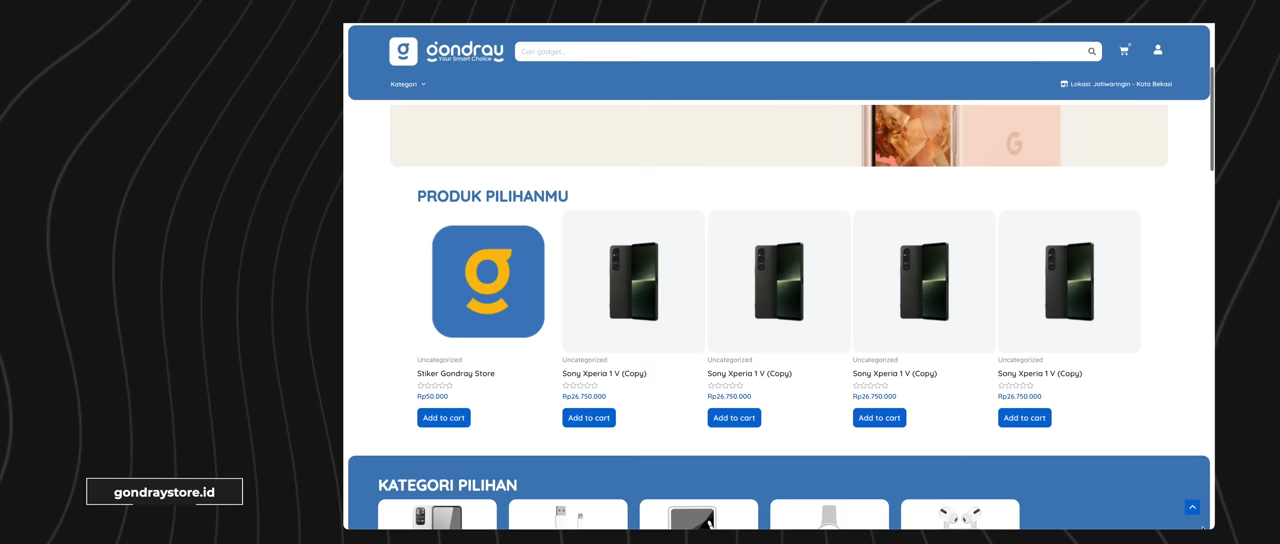 gondray
Your Smart Choice
Cari gadget..
0
Kategori
Lokasi: Jatiwaringin - Kota Bekasi
G
PRODUK PILIHANMU
g
Uncategorized
Stiker Gondray Store
Rp50.000
Add to cart
Uncategorized
Sony Xperia 1 V (Copy)
Rp26.750.000
Add to cart
Uncategorized
Sony Xperia 1 V (Copy)
Rp26.750.000
Add to cart
Uncategorized
Sony Xperia 1 V (Copy)
Rp26.750.000
Add to cart
Uncategorized
Sony Xperia 1 V (Copy)
Rp26.750.000
Add to cart
KATEGORI PILIHAN
gondraystore.id